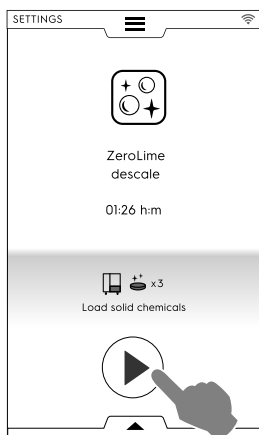 SETTINGS
ZeroLime
descale
01:26 h:m
x3
Load solid chemicals